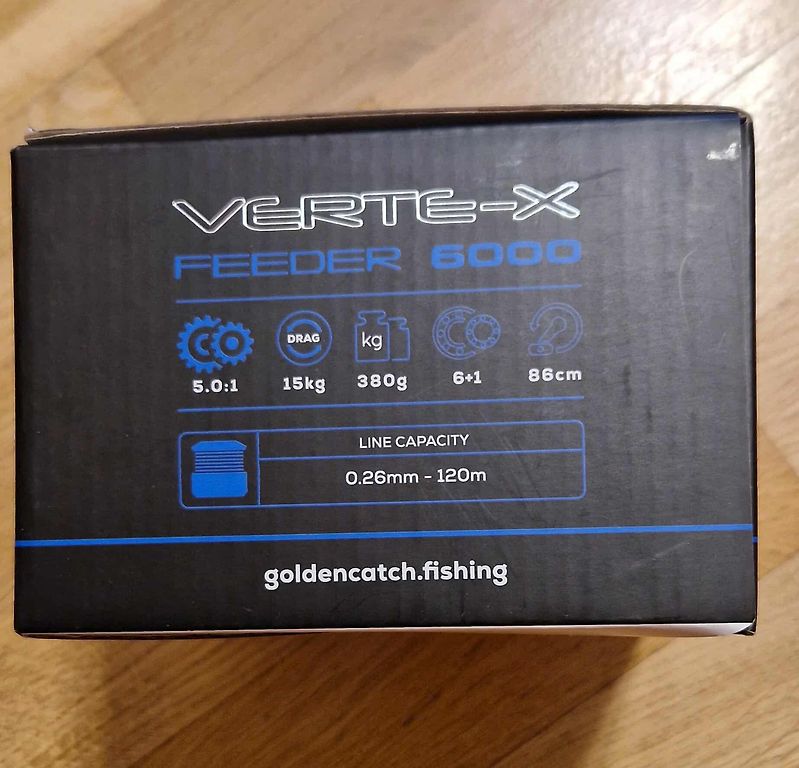 VERTE-X
FEEDER 6000
DRAG
kg
5.0:1 15kg 380g 6+1 86cm
LINE CAPACITY
0.26mm - 120m
goldencatch.fishing